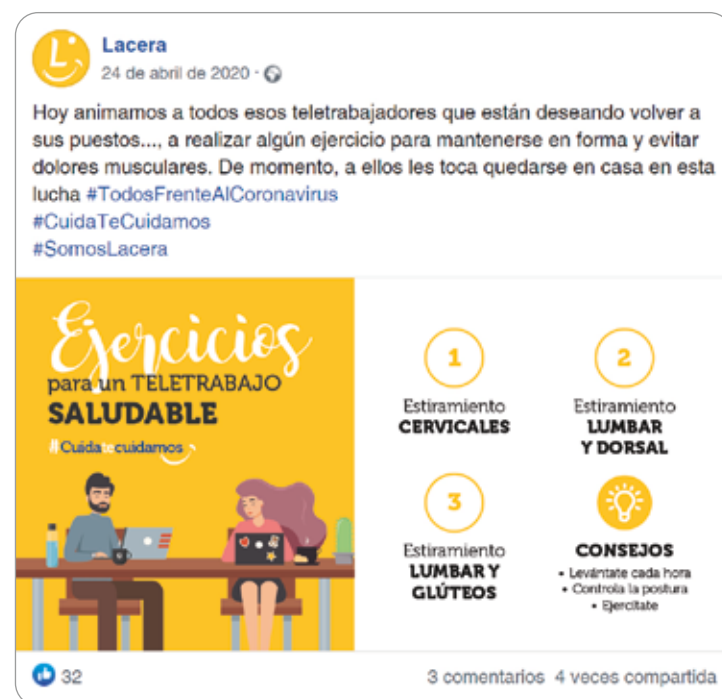 Lacera
24 de abril de 2020 ·
Hoy animamos a todos esos teletrabajadores que están deseando volver a
sus puestos..., a realizar algún ejercicio para mantenerse en forma y evitar
dolores musculares. De momento, a ellos les toca quedarse en casa en esta
lucha #TodosFrenteAlCoronavirus
#CuidaTeCuidamos
#SomosLacera
Ejercicios
para un TELETRABAJO
SALUDABLE
#Cuidatecuidamos
1
Estiramiento
CERVICALES
2
Estiramiento
LUMBAR
Y DORSAL
3
Estiramiento
LUMBAR Y
GLÚTEOS
CONSEJOS
• Levántate cada hora
• Controla la postura
• Ejercítate
32
3 comentarios 4 veces compartida